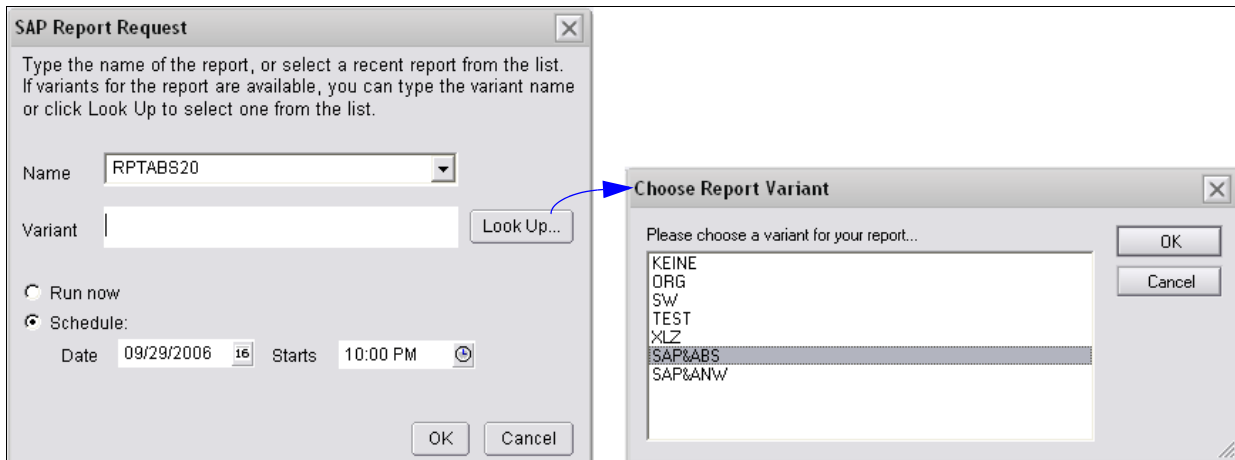 SAP Report Request
Type the name of the report, or select a recent report from the list.
If variants for the report are available, you can type the variant name
or click Look Up to select one from the list.
Name RPTABS20
Variant Look Up...
Run now
Schedule:
Date 09/29/2006 16 Starts 10:00 PM
OK Cancel
Choose Report Variant
Please choose a variant for your report...
KEINE
ORG
SW
TEST
XLZ
SAP&ABS
SAP&ANW
OK
Cancel